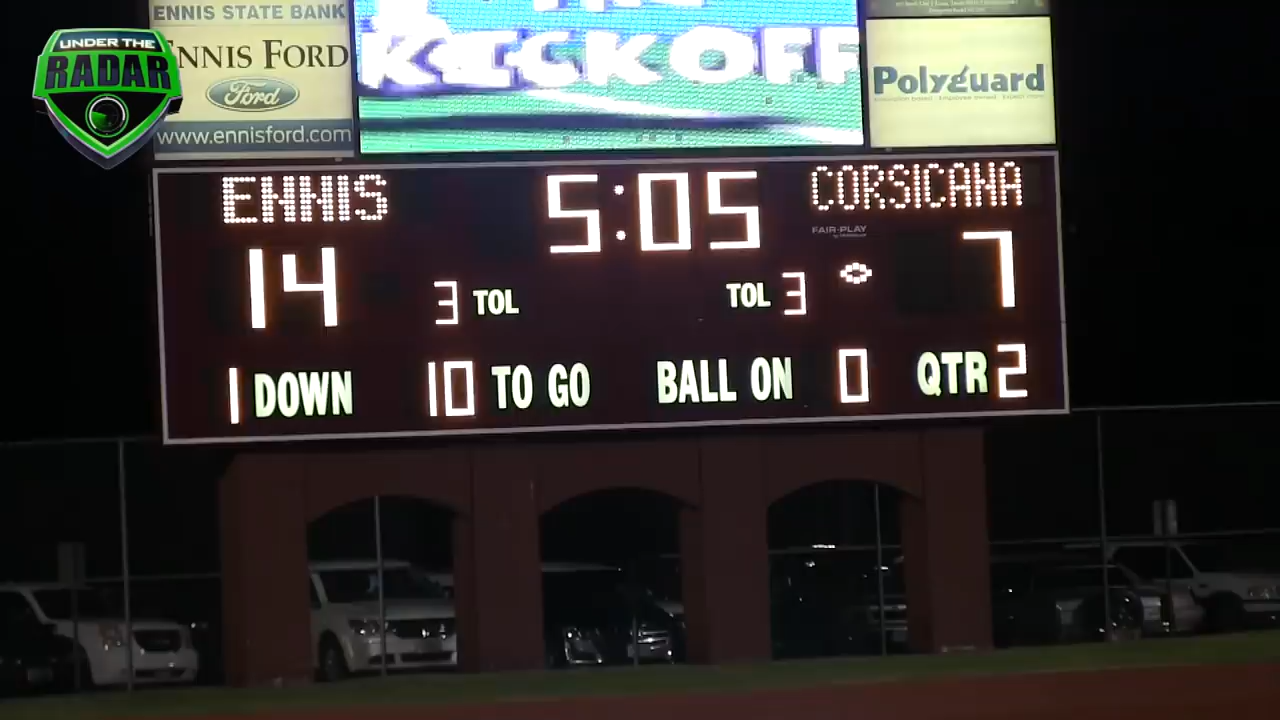 ENNIS STATE BANK
UNDER THE
RADAR
ENNIS FORD
Ford
www.ennisford.com
KICKOFF
Polyguard
ENNIS
5:05
CORSICANA
FAIR-PLAY
14
3 TOL
TOL 3
7
1 DOWN
10 TO GO
BALL ON 0
QTR 2